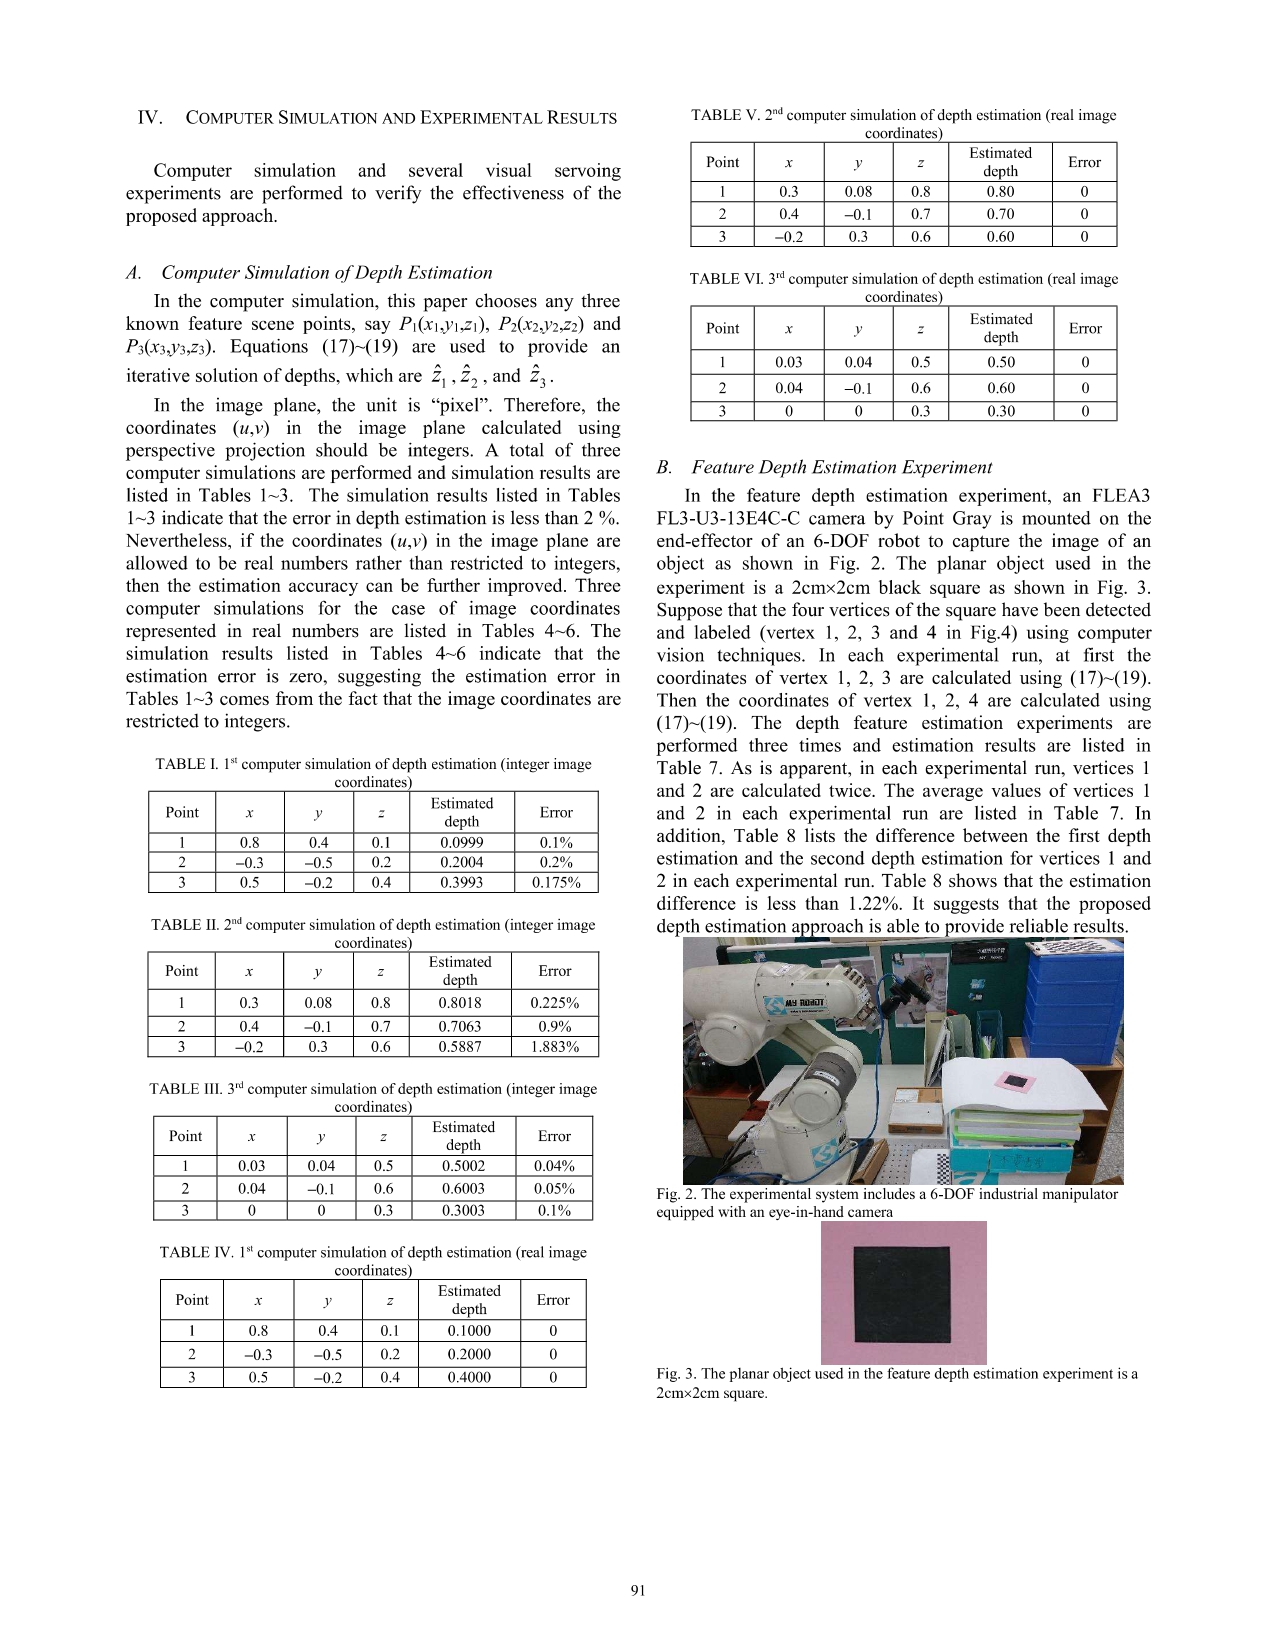 IV. COMPUTER SIMULATION AND EXPERIMENTAL RESULTS
Computer simulation and several visual servoing
experiments are performed to verify the effectiveness of the
proposed approach.
A. Computer Simulation of Depth Estimation
In the computer simulation, this paper chooses any three
known feature scene points, say P1(x1,y1,z1), P2(x2,y2,z2) and
P3(x3,y3,z3). Equations (17)~(19) are used to provide an
iterative solution of depths, which are ẑ1 , ẑ2 , and ẑ3 .
In the image plane, the unit is “pixel”. Therefore, the
coordinates (u,v) in the image plane calculated using
perspective projection should be integers. A total of three
computer simulations are performed and simulation results are
listed in Tables 1~3. The simulation results listed in Tables
1~3 indicate that the error in depth estimation is less than 2 %.
Nevertheless, if the coordinates (u,v) in the image plane are
allowed to be real numbers rather than restricted to integers,
then the estimation accuracy can be further improved. Three
computer simulations for the case of image coordinates
represented in real numbers are listed in Tables 4~6. The
simulation results listed in Tables 4~6 indicate that the
estimation error is zero, suggesting the estimation error in
Tables 1~3 comes from the fact that the image coordinates are
restricted to integers.
TABLE I. 1st computer simulation of depth estimation (integer image
coordinates)
Point x y z Estimated depth Error
1 0.8 0.4 0.1 0.0999 0.1%
2 −0.3 −0.5 0.2 0.2004 0.2%
3 0.5 −0.2 0.4 0.3993 0.175%
TABLE II. 2nd computer simulation of depth estimation (integer image
coordinates)
Point x y z Estimated depth Error
1 0.3 0.08 0.8 0.8018 0.225%
2 0.4 −0.1 0.7 0.7063 0.9%
3 −0.2 0.3 0.6 0.5887 1.883%
TABLE III. 3rd computer simulation of depth estimation (integer image
coordinates)
Point x y z Estimated depth Error
1 0.03 0.04 0.5 0.5002 0.04%
2 0.04 −0.1 0.6 0.6003 0.05%
3 0 0 0.3 0.3003 0.1%
TABLE IV. 1st computer simulation of depth estimation (real image
coordinates)
Point x y z Estimated depth Error
1 0.8 0.4 0.1 0.1000 0
2 −0.3 −0.5 0.2 0.2000 0
3 0.5 −0.2 0.4 0.4000 0
TABLE V. 2nd computer simulation of depth estimation (real image
coordinates)
Point x y z Estimated depth Error
1 0.3 0.08 0.8 0.80 0
2 0.4 −0.1 0.7 0.70 0
3 −0.2 0.3 0.6 0.60 0
TABLE VI. 3rd computer simulation of depth estimation (real image
coordinates)
Point x y z Estimated depth Error
1 0.03 0.04 0.5 0.50 0
2 0.04 −0.1 0.6 0.60 0
3 0 0 0.3 0.30 0
B. Feature Depth Estimation Experiment
In the feature depth estimation experiment, an FLEA3
FL3-U3-13E4C-C camera by Point Gray is mounted on the
end-effector of an 6-DOF robot to capture the image of an
object as shown in Fig. 2. The planar object used in the
experiment is a 2cm×2cm black square as shown in Fig. 3.
Suppose that the four vertices of the square have been detected
and labeled (vertex 1, 2, 3 and 4 in Fig.4) using computer
vision techniques. In each experimental run, at first the
coordinates of vertex 1, 2, 3 are calculated using (17)~(19).
Then the coordinates of vertex 1, 2, 4 are calculated using
(17)~(19). The depth feature estimation experiments are
performed three times and estimation results are listed in
Table 7. As is apparent, in each experimental run, vertices 1
and 2 are calculated twice. The average values of vertices 1
and 2 in each experimental run are listed in Table 7. In
addition, Table 8 lists the difference between the first depth
estimation and the second depth estimation for vertices 1 and
2 in each experimental run. Table 8 shows that the estimation
difference is less than 1.22%. It suggests that the proposed
depth estimation approach is able to provide reliable results.
MY ROBOT
Fig. 2. The experimental system includes a 6-DOF industrial manipulator
equipped with an eye-in-hand camera
Fig. 3. The planar object used in the feature depth estimation experiment is a
2cm×2cm square.
91